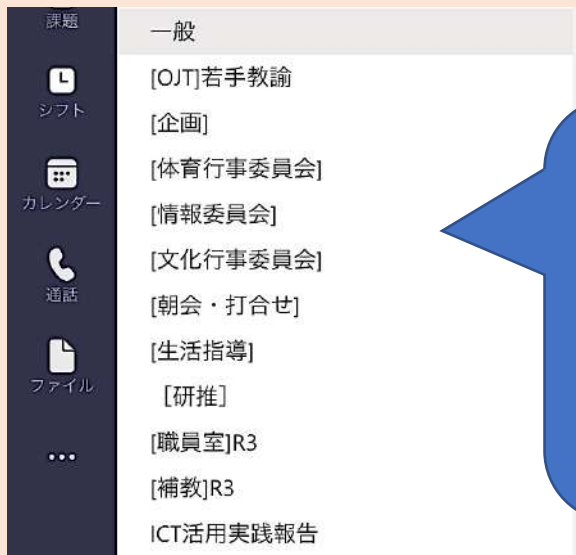 課題
シフト
カレンダー
通話
ファイル
…
一般
[OJT]若手教諭
[企画]
[体育行事委員会]
[情報委員会]
[文化行事委員会]
[朝会・打合せ]
[生活指導]
［研推］
[職員室]R3
[補教]R3
ICT活用実践報告